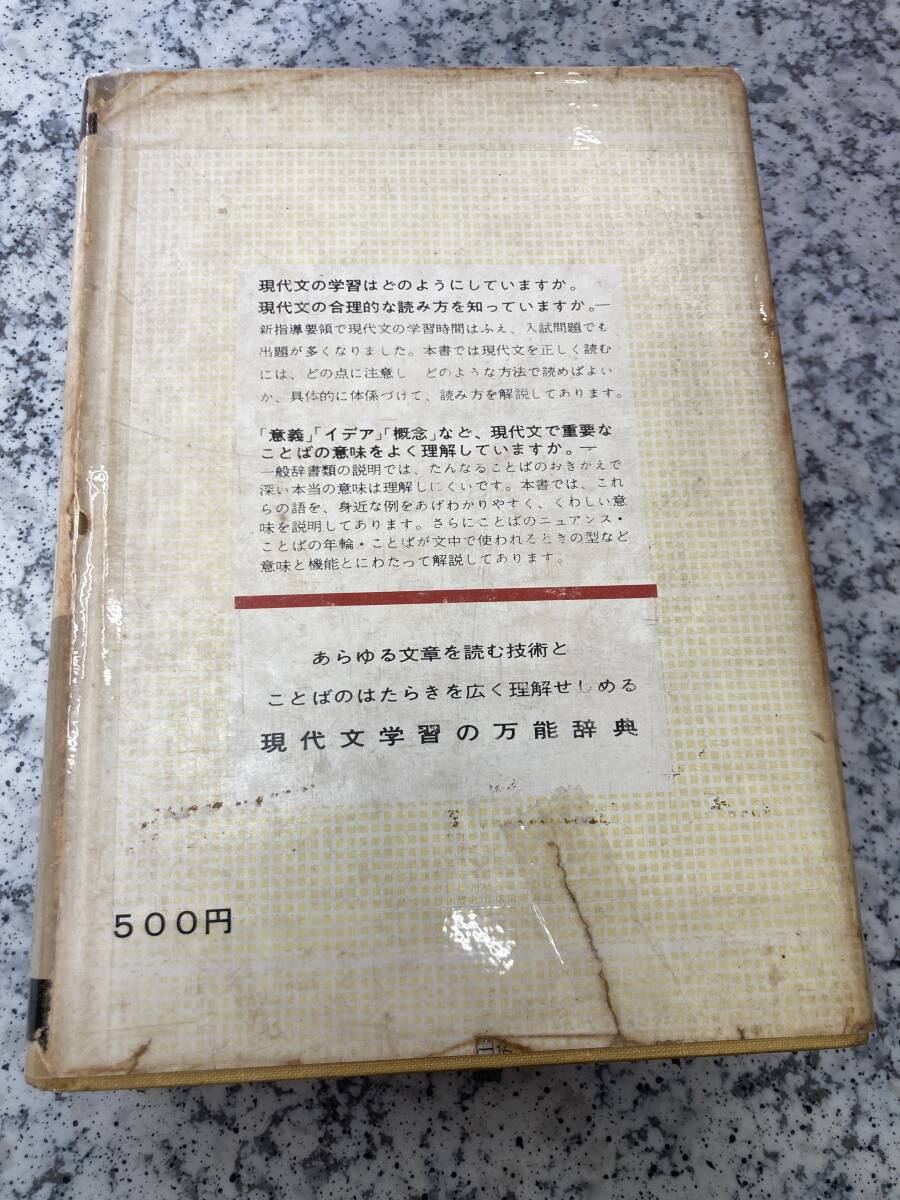 現代文の学習はどのようにしていますか。
現代文の合理的な読み方を知っていますか。―
新指導要領で現代文の学習時間はふえ、入試問題でも
出題が多くなりました。本書では現代文を正しく読む
には、どの点に注意し　どのような方法で読めばよい
か、具体的に体係づけて、読み方を解説してあります。
「意義」「イデア」「概念」など、現代文で重要な
ことばの意味をよく理解していますか。―
一般辞書類の説明では、たんなることばのおきかえで
深い本当の意味は理解しにくいです。本書では、これ
らの語を、身近な例をあげわかりやすく、くわしい意
味を説明してあります。さらにことばのニュアンス・
ことばの年輪・ことばが文中で使われるときの型など
意味と機能とにわたって解説してあります。
あらゆる文章を読む技術と
ことばのはたらきを広く理解せしめる
現代文学習の万能辞典
500円